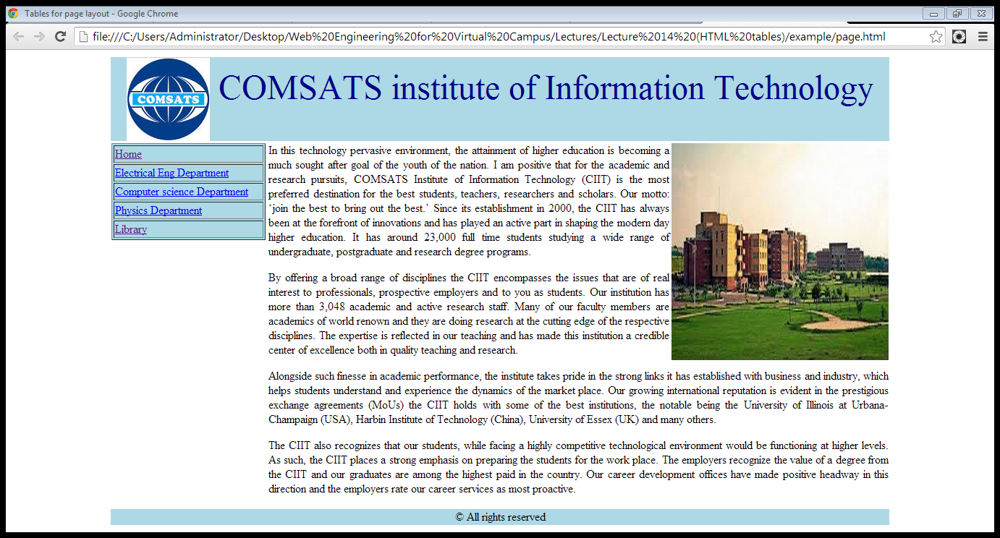 Tables for page layout - Google Chrome
file:///C:/Users/Administrator/Desktop/Web%20Engineering%20for%20Virtual%20Campus/Lectures/Lecture%2014%20(HTML%20tables)/example/page.html
COMSATS
COMSATS institute of Information Technology
Home
Electrical Eng Department
Computer science Department
Physics Department
Library
In this technology pervasive environment, the attainment of higher education is becoming a
much sought after goal of the youth of the nation. I am positive that for the academic and
research pursuits, COMSATS Institute of Information Technology (CIIT) is the most
preferred destination for the best students, teachers, researchers and scholars. Our motto:
‘join the best to bring out the best.’ Since its establishment in 2000, the CIIT has always
been at the forefront of innovations and has played an active part in shaping the modern day
higher education. It has around 23,000 full time students studying a wide range of
undergraduate, postgraduate and research degree programs.
By offering a broad range of disciplines the CIIT encompasses the issues that are of real
interest to professionals, prospective employers and to you as students. Our institution has
more than 3,048 academic and active research staff. Many of our faculty members are
academics of world renown and they are doing research at the cutting edge of the respective
disciplines. The expertise is reflected in our teaching and has made this institution a credible
center of excellence both in quality teaching and research.
Alongside such finesse in academic performance, the institute takes pride in the strong links it has established with business and industry, which
helps students understand and experience the dynamics of the market place. Our growing international reputation is evident in the prestigious
exchange agreements (MoUs) the CIIT holds with some of the best institutions, the notable being the University of Illinois at Urbana-
Champaign (USA), Harbin Institute of Technology (China), University of Essex (UK) and many others.
The CIIT also recognizes that our students, while facing a highly competitive technological environment would be functioning at higher levels.
As such, the CIIT places a strong emphasis on preparing the students for the work place. The employers recognize the value of a degree from
the CIIT and our graduates are among the highest paid in the country. Our career development offices have made positive headway in this
direction and the employers rate our career services as most proactive.
© All rights reserved